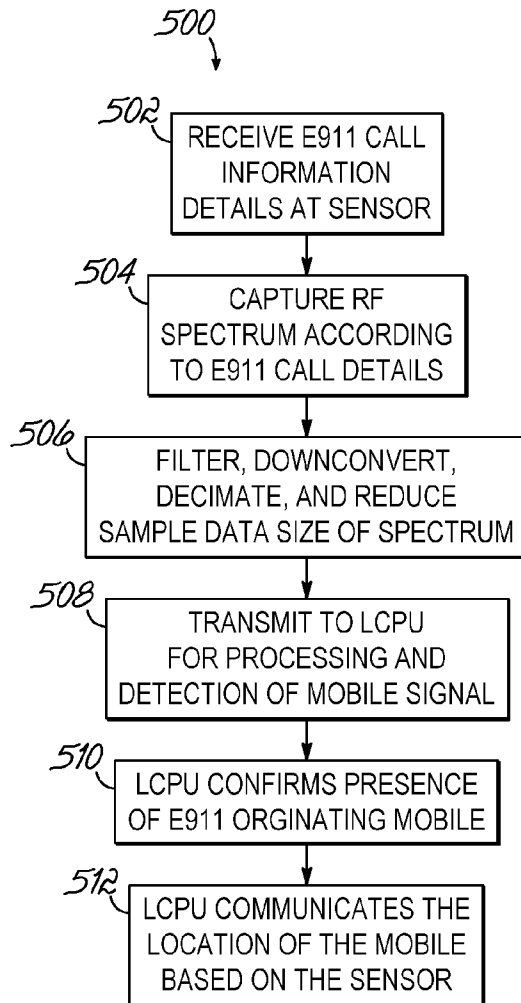 500
502
RECEIVE E911 CALL
INFORMATION
DETAILS AT SENSOR
504
CAPTURE RF
SPECTRUM ACCORDING
TO E911 CALL DETAILS
506
FILTER, DOWNCONVERT,
DECIMATE, AND REDUCE
SAMPLE DATA SIZE OF SPECTRUM
508
TRANSMIT TO LCPU
FOR PROCESSING AND
DETECTION OF MOBILE SIGNAL
510
LCPU CONFIRMS PRESENCE
OF E911 ORGINATING MOBILE
512
LCPU COMMUNICATES THE
LOCATION OF THE MOBILE
BASED ON THE SENSOR